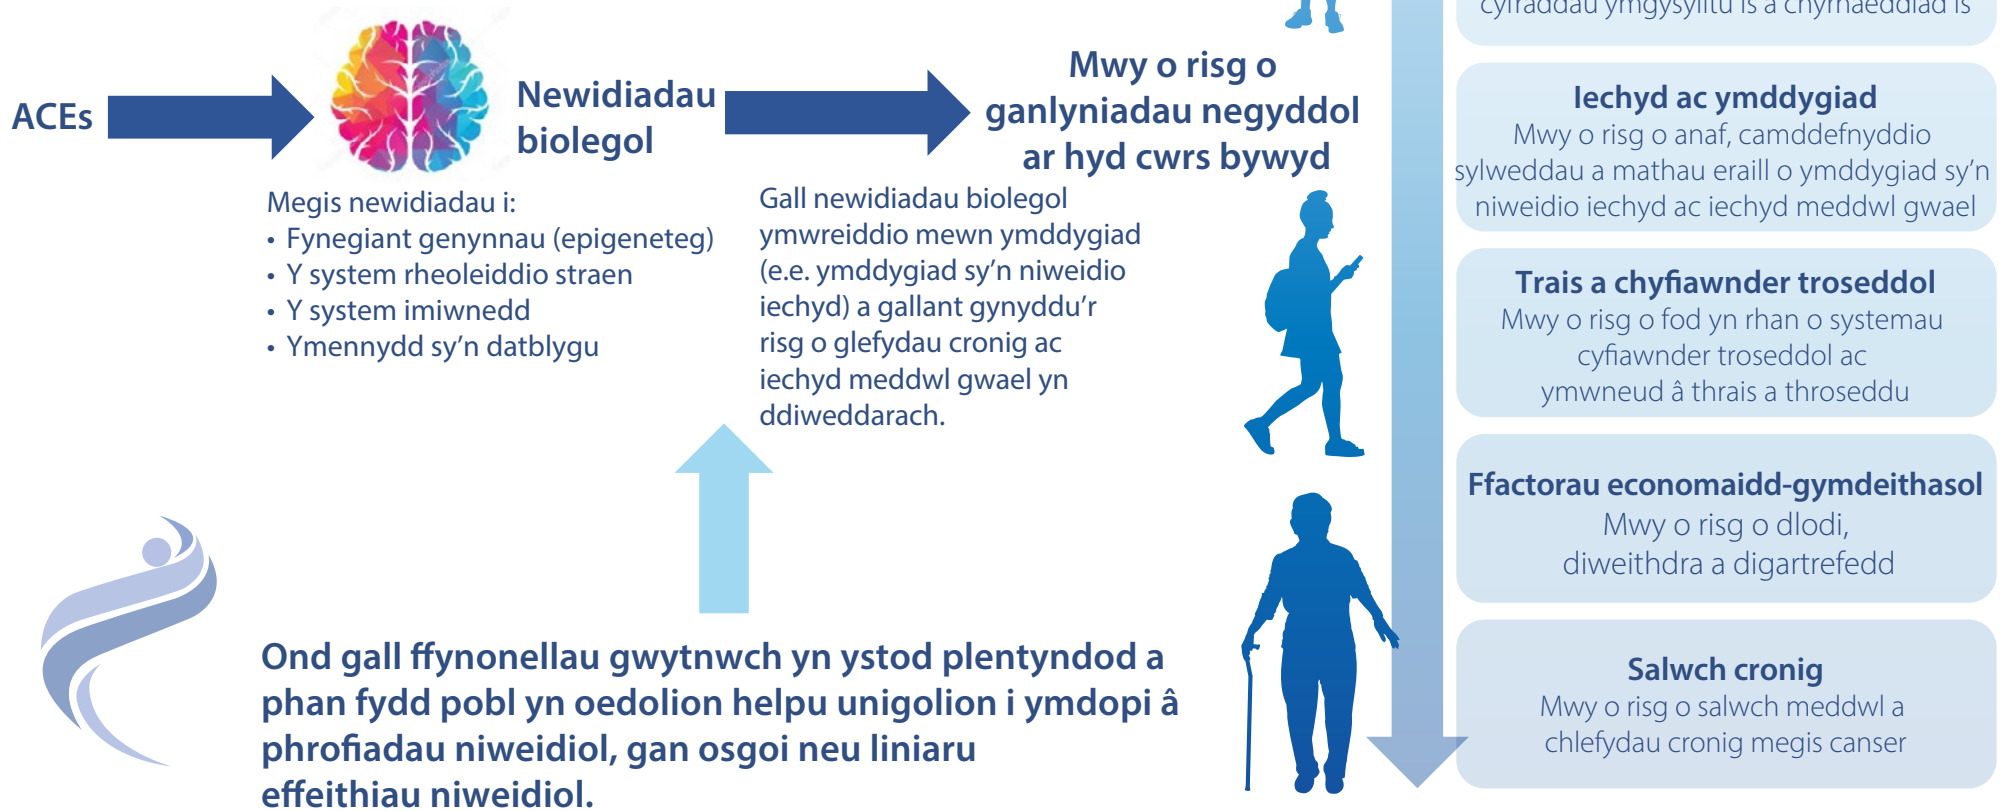 ACEs
Newidiadau
biolegol
Megis newidiadau i:
• Fynegiant genynnau (epigeneteg)
• Y system rheoleiddio straen
• Y system imiwnedd
• Ymennydd sy’n datblygu
Mwy o risg o
ganlyniadau negyddol
ar hyd cwrs bywyd
Gall newidiadau biolegol
ymwreiddio mewn ymddygiad
(e.e. ymddygiad sy’n niweidio
iechyd) a gallant gynyddu’r
risg o glefydau cronig ac
iechyd meddwl gwael yn
ddiweddarach.
Ond gall ffynonellau gwytnwch yn ystod plentyndod a
phan fydd pobl yn oedolion helpu unigolion i ymdopi â
phrofiadau niweidiol, gan osgoi neu liniaru
effeithiau niweidiol.
cyfraddau ymgysylltu is a chyrhaeddiad is
Iechyd ac ymddygiad
Mwy o risg o anaf, camddefnyddio
sylweddau a mathau eraill o ymddygiad sy’n
niweidio iechyd ac iechyd meddwl gwael
Trais a chyfiawnder troseddol
Mwy o risg o fod yn rhan o systemau
cyfiawnder troseddol ac
ymwneud â thrais a throseddu
Ffactorau economaidd-gymdeithasol
Mwy o risg o dlodi,
diweithdra a digartrefedd
Salwch cronig
Mwy o risg o salwch meddwl a
chlefydau cronig megis canser